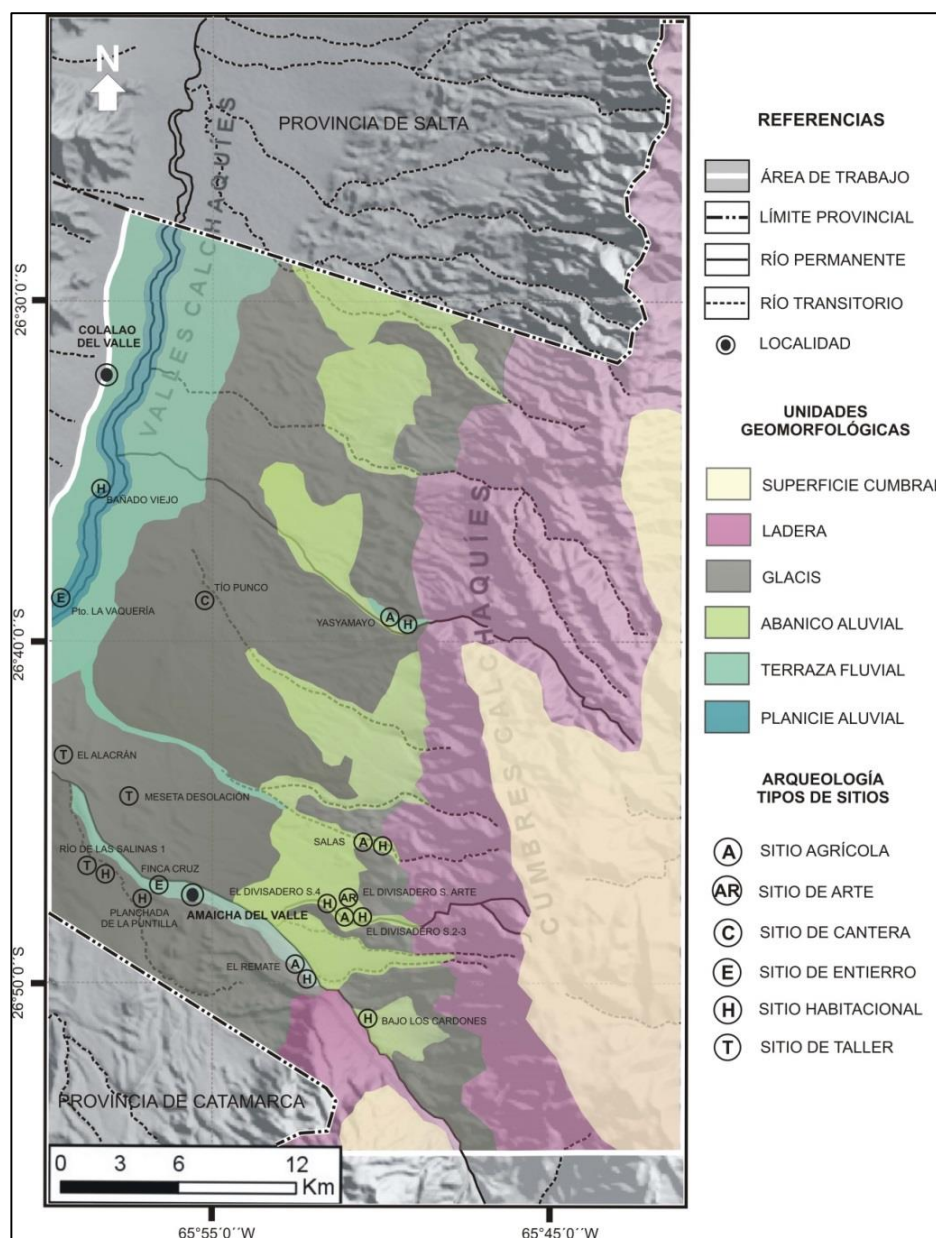 N
PROVINCIA DE SALTA
VALLES CALCHAQUÍES
26°30´0´´S
COLALAO
DEL VALLE
H
BAÑADO VIEJO
TÍO PUNCO
C
E
Pto. LA VAQUERÍA
YASYAMAYO
A
H
26°40´0´´S
CUMBRES CALCHAQUÍES
T
EL ALACRÁN
T
MESETA DESOLACIÓN
SALAS
A
H
RÍO DE LAS SALINAS 1
T
H
FINCA CRUZ
E
H
PLANCHADA
DE LA PUNTILLA
AMAICHA DEL VALLE
EL DIVISADERO S.4
H
AR
EL DIVISADERO S. ARTE
A
H
EL DIVISADERO S.2-3
EL REMATE
A
H
26°50´0´´S
H
BAJO LOS CARDONES
PROVINCIA DE CATAMARCA
0 3 6 12
Km
65°55´0´´W
65°45´0´´W
REFERENCIAS
ÁREA DE TRABAJO
LÍMITE PROVINCIAL
RÍO PERMANENTE
RÍO TRANSITORIO
LOCALIDAD
UNIDADES
GEOMORFOLÓGICAS
SUPERFICIE CUMBRAL
LADERA
GLACIS
ABANICO ALUVIAL
TERRAZA FLUVIAL
PLANICIE ALUVIAL
ARQUEOLOGÍA
TIPOS DE SITIOS
A SITIO AGRÍCOLA
AR SITIO DE ARTE
C SITIO DE CANTERA
E SITIO DE ENTIERRO
H SITIO HABITACIONAL
T SITIO DE TALLER